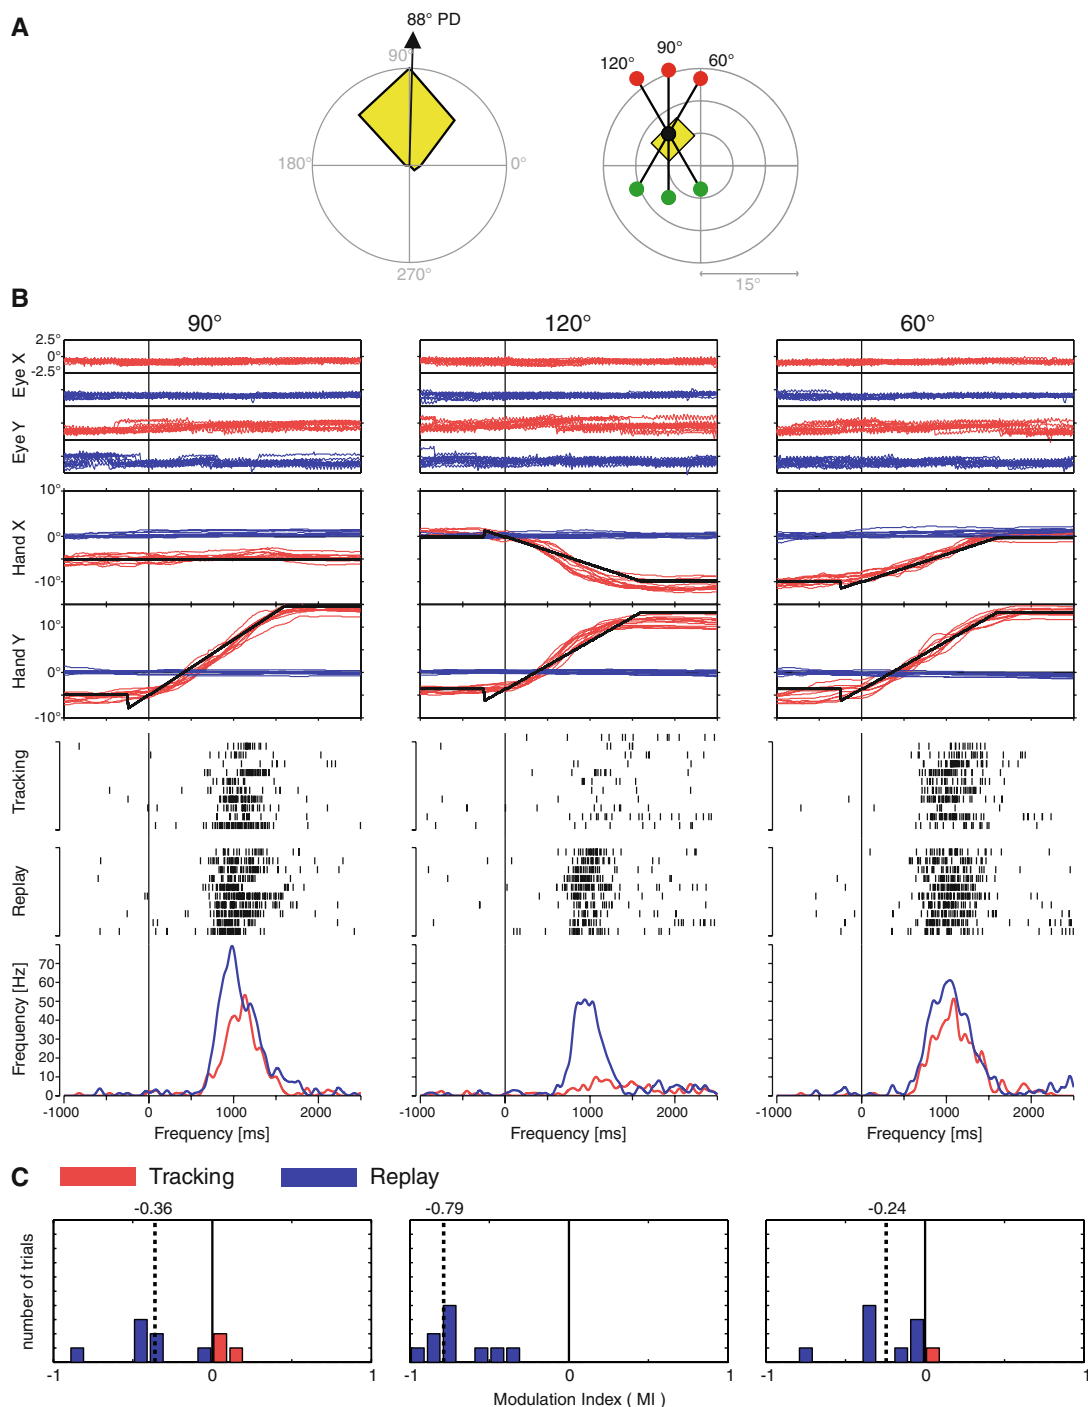 A
88° PD
90°
180°
0°
270°
120°
90°
60°
15°
B
90°
120°
60°
Eye X
2.5°
0°
-2.5°
Eye Y
Hand X
10°
0°
-10°
Hand Y
10°
0°
-10°
Tracking
Replay
Frequency [Hz]
70
60
50
40
30
20
10
0
-1000 0 1000 2000
-1000 0 1000 2000
-1000 0 1000 2000
Frequency [ms]
Frequency [ms]
Frequency [ms]
C
Tracking
Replay
-0.36
-0.79
-0.24
number of trials
-1 0 1
-1 0 1
-1 0 1
Modulation Index ( MI )